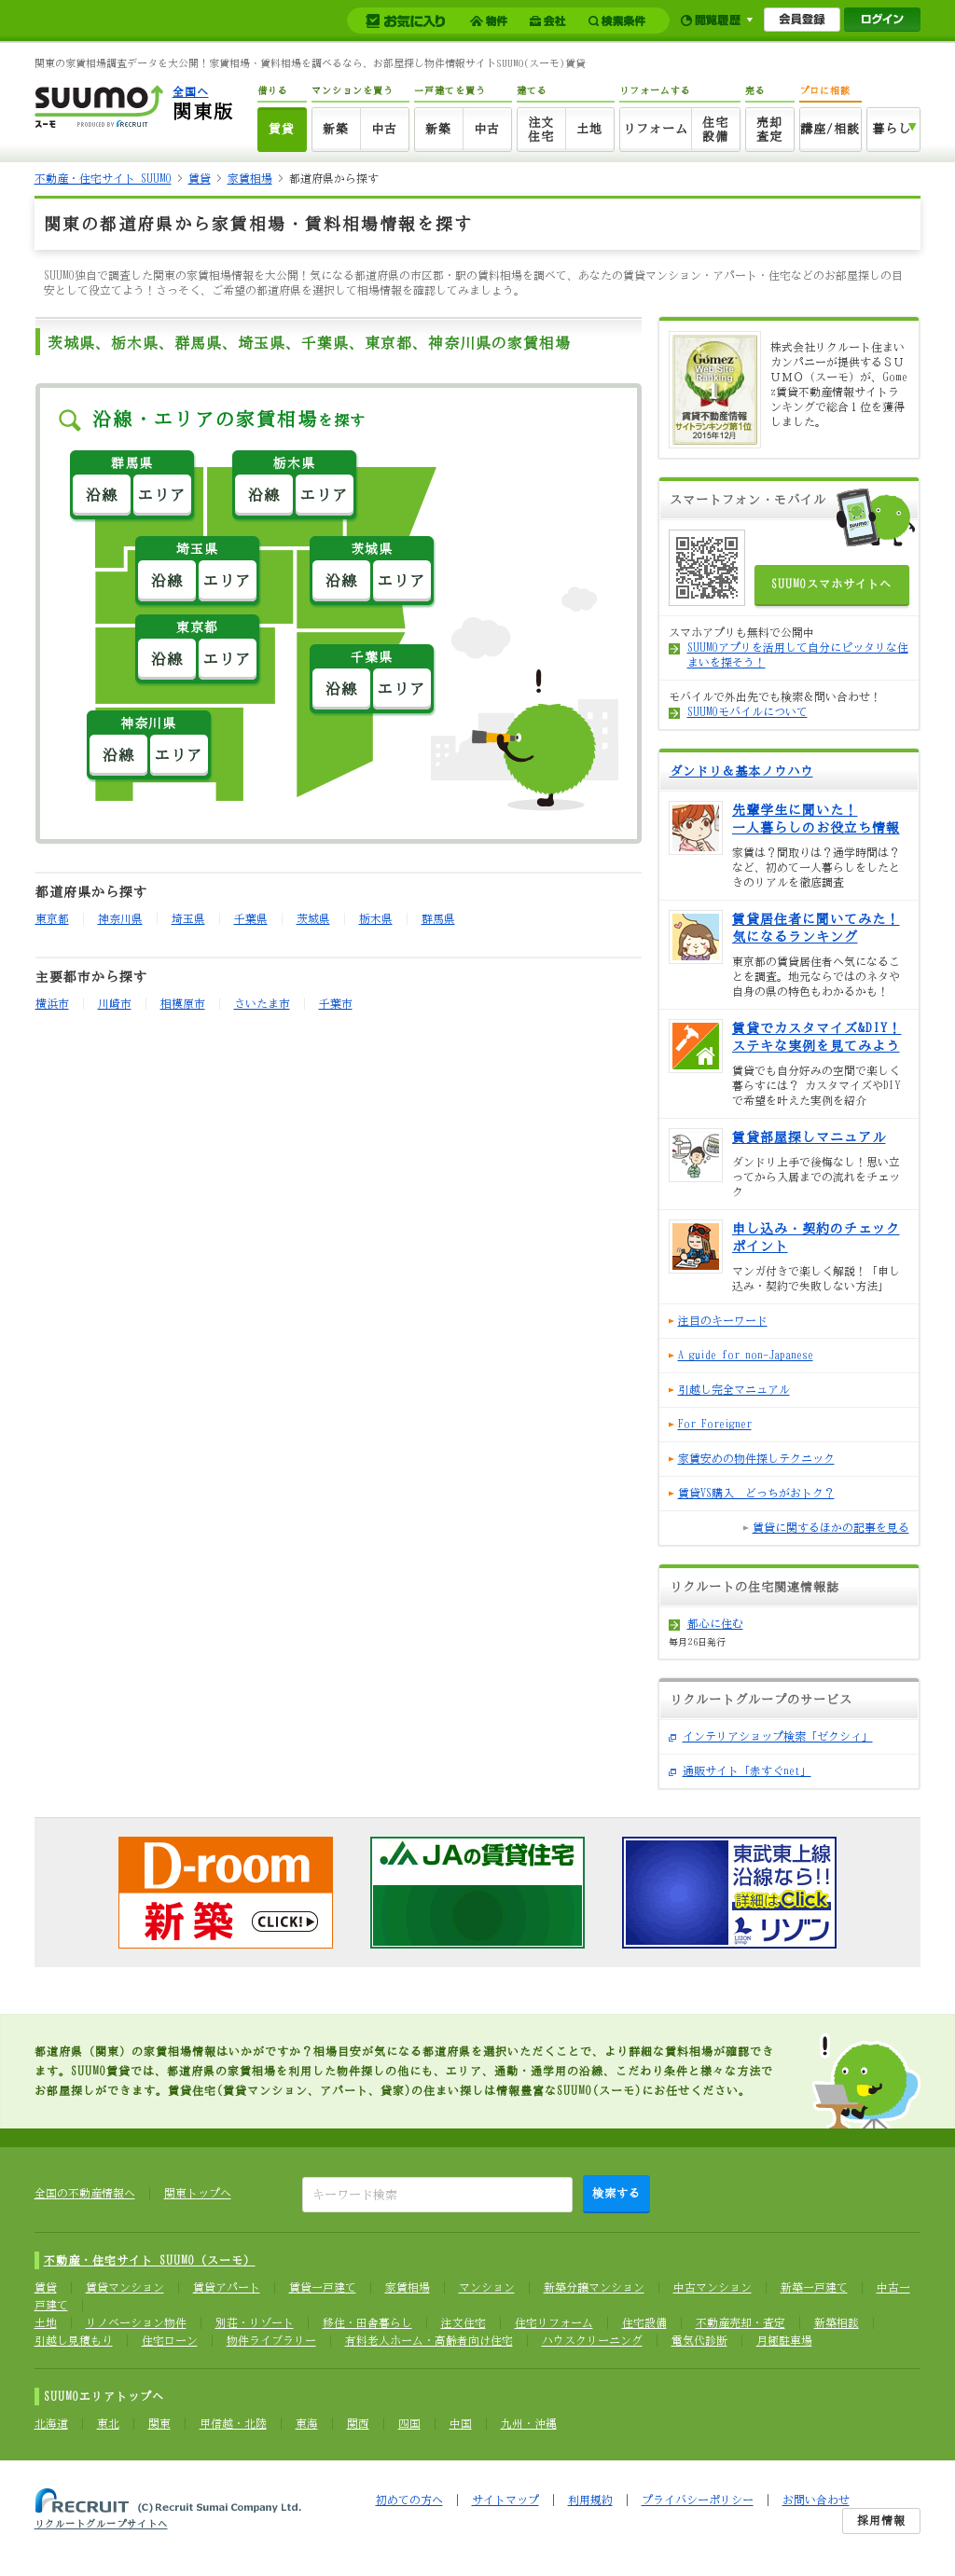 お気に入り 物件 会社 検索条件 閲覧履歴 会員登録 ログイン
関東の家賃相場調査データを大公開！家賃相場・賃料相場を調べるなら、お部屋探し物件情報サイトSUUMO(スーモ)賃貸
SUUMO
スーモ PRODUCED BY RECRUIT
全国へ
関東版
借りる マンションを買う 一戸建てを買う 建てる リフォームする 売る プロに相談
賃貸 新築 中古 新築 中古 注文住宅 土地 リフォーム 住宅設備 売却査定 講座/相談 暮らし
不動産・住宅サイト SUUMO > 賃貸 > 家賃相場 > 都道府県から探す
関東の都道府県から家賃相場・賃料相場情報を探す
SUUMO独自で調査した関東の家賃相場情報を大公開！気になる都道府県の市区郡・駅の賃料相場を調べて、あなたの賃貸マンション・アパート・住宅などのお部屋探しの目
安として役立てよう！さっそく、ご希望の都道府県を選択して相場情報を確認してみましょう。
茨城県、栃木県、群馬県、埼玉県、千葉県、東京都、神奈川県の家賃相場
沿線・エリアの家賃相場を探す
群馬県
沿線 エリア
栃木県
沿線 エリア
埼玉県
沿線 エリア
茨城県
沿線 エリア
東京都
沿線 エリア
千葉県
沿線 エリア
神奈川県
沿線 エリア
都道府県から探す
東京都 神奈川県 埼玉県 千葉県 茨城県 栃木県 群馬県
主要都市から探す
横浜市 川崎市 相模原市 さいたま市 千葉市
Gomez
Web Site
Ranking
1
賃貸不動産情報
サイトランキング第1位
2015年12月
株式会社リクルート住まい
カンパニーが提供するＳＵ
ＵＭＯ（スーモ）が、Gome
z賃貸不動産情報サイトラ
ンキングで総合１位を獲得
しました。
スマートフォン・モバイル
SUUMOスマホサイトへ
スマホアプリも無料で公開中
SUUMOアプリを活用して自分にピッタリな住
まいを探そう！
モバイルで外出先でも検索&問い合わせ！
SUUMOモバイルについて
ダンドリ＆基本ノウハウ
先輩学生に聞いた！
一人暮らしのお役立ち情報
家賃は？間取りは？通学時間は？
など、初めて一人暮らしをしたと
きのリアルを徹底調査
賃貸居住者に聞いてみた！
気になるランキング
東京都の賃貸居住者へ気になるこ
とを調査。地元ならではのネタや
自身の県の特色もわかるかも！
賃貸でカスタマイズ&DIY！
ステキな実例を見てみよう
賃貸でも自分好みの空間で楽しく
暮らすには？ カスタマイズやDIY
で希望を叶えた実例を紹介
賃貸部屋探しマニュアル
ダンドリ上手で後悔なし！思い立
ってから入居までの流れをチェッ
ク
申し込み・契約のチェック
ポイント
マンガ付きで楽しく解説！「申し
込み・契約で失敗しない方法」
注目のキーワード
A guide for non-Japanese
引越し完全マニュアル
For Foreigner
家賃安めの物件探しテクニック
賃貸VS購入 どっちがおトク？
賃貸に関するほかの記事を見る
リクルートの住宅関連情報誌
都心に住む
毎月26日発行
リクルートグループのサービス
インテリアショップ検索「ゼクシィ」
通販サイト「赤すぐnet」
D-room
新築 CLICK!
JAの賃貸住宅
東武東上線
沿線なら!!
詳細はClick
リゾン
都道府県（関東）の家賃相場情報はいかがですか？相場目安が気になる都道府県を選択いただくことで、より詳細な賃料相場が確認でき
ます。SUUMO賃貸では、都道府県の家賃相場を利用した物件探しの他にも、エリア、通勤・通学用の沿線、こだわり条件と様々な方法で
お部屋探しができます。賃貸住宅(賃貸マンション、アパート、貸家)の住まい探しは情報豊富なSUUMO(スーモ)にお任せください。
全国の不動産情報へ 関東トップへ キーワード検索 検索する
不動産・住宅サイト SUUMO（スーモ）
賃貸 賃貸マンション 賃貸アパート 賃貸一戸建て 家賃相場 マンション 新築分譲マンション 中古マンション 新築一戸建て 中古一
戸建て
土地 リノベーション物件 別荘・リゾート 移住・田舎暮らし 注文住宅 住宅リフォーム 住宅設備 不動産売却・査定 新築相談
引越し見積もり 住宅ローン 物件ライブラリー 有料老人ホーム・高齢者向け住宅 ハウスクリーニング 電気代診断 月極駐車場
SUUMOエリアトップへ
北海道 東北 関東 甲信越・北陸 東海 関西 四国 中国 九州・沖縄
RECRUIT (C) Recruit Sumai Company Ltd.
リクルートグループサイトへ
初めての方へ | サイトマップ | 利用規約 | プライバシーポリシー | お問い合わせ
採用情報